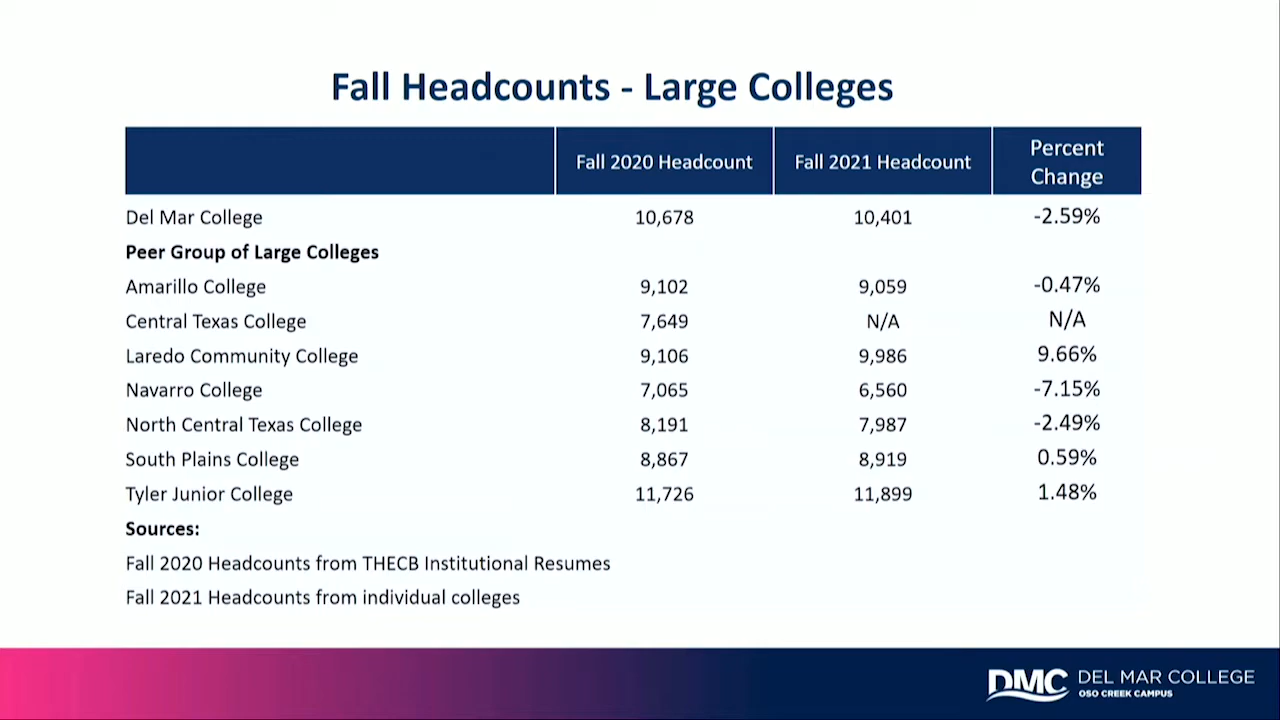 Fall Headcounts - Large Colleges
Fall 2020 Headcount Fall 2021 Headcount Percent Change
Del Mar College 10,678 10,401 -2.59%
Peer Group of Large Colleges
Amarillo College 9,102 9,059 -0.47%
Central Texas College 7,649 N/A N/A
Laredo Community College 9,106 9,986 9.66%
Navarro College 7,065 6,560 -7.15%
North Central Texas College 8,191 7,987 -2.49%
South Plains College 8,867 8,919 0.59%
Tyler Junior College 11,726 11,899 1.48%
Sources:
Fall 2020 Headcounts from THECB Institutional Resumes
Fall 2021 Headcounts from individual colleges
DMC DEL MAR COLLEGE
OSO CREEK CAMPUS